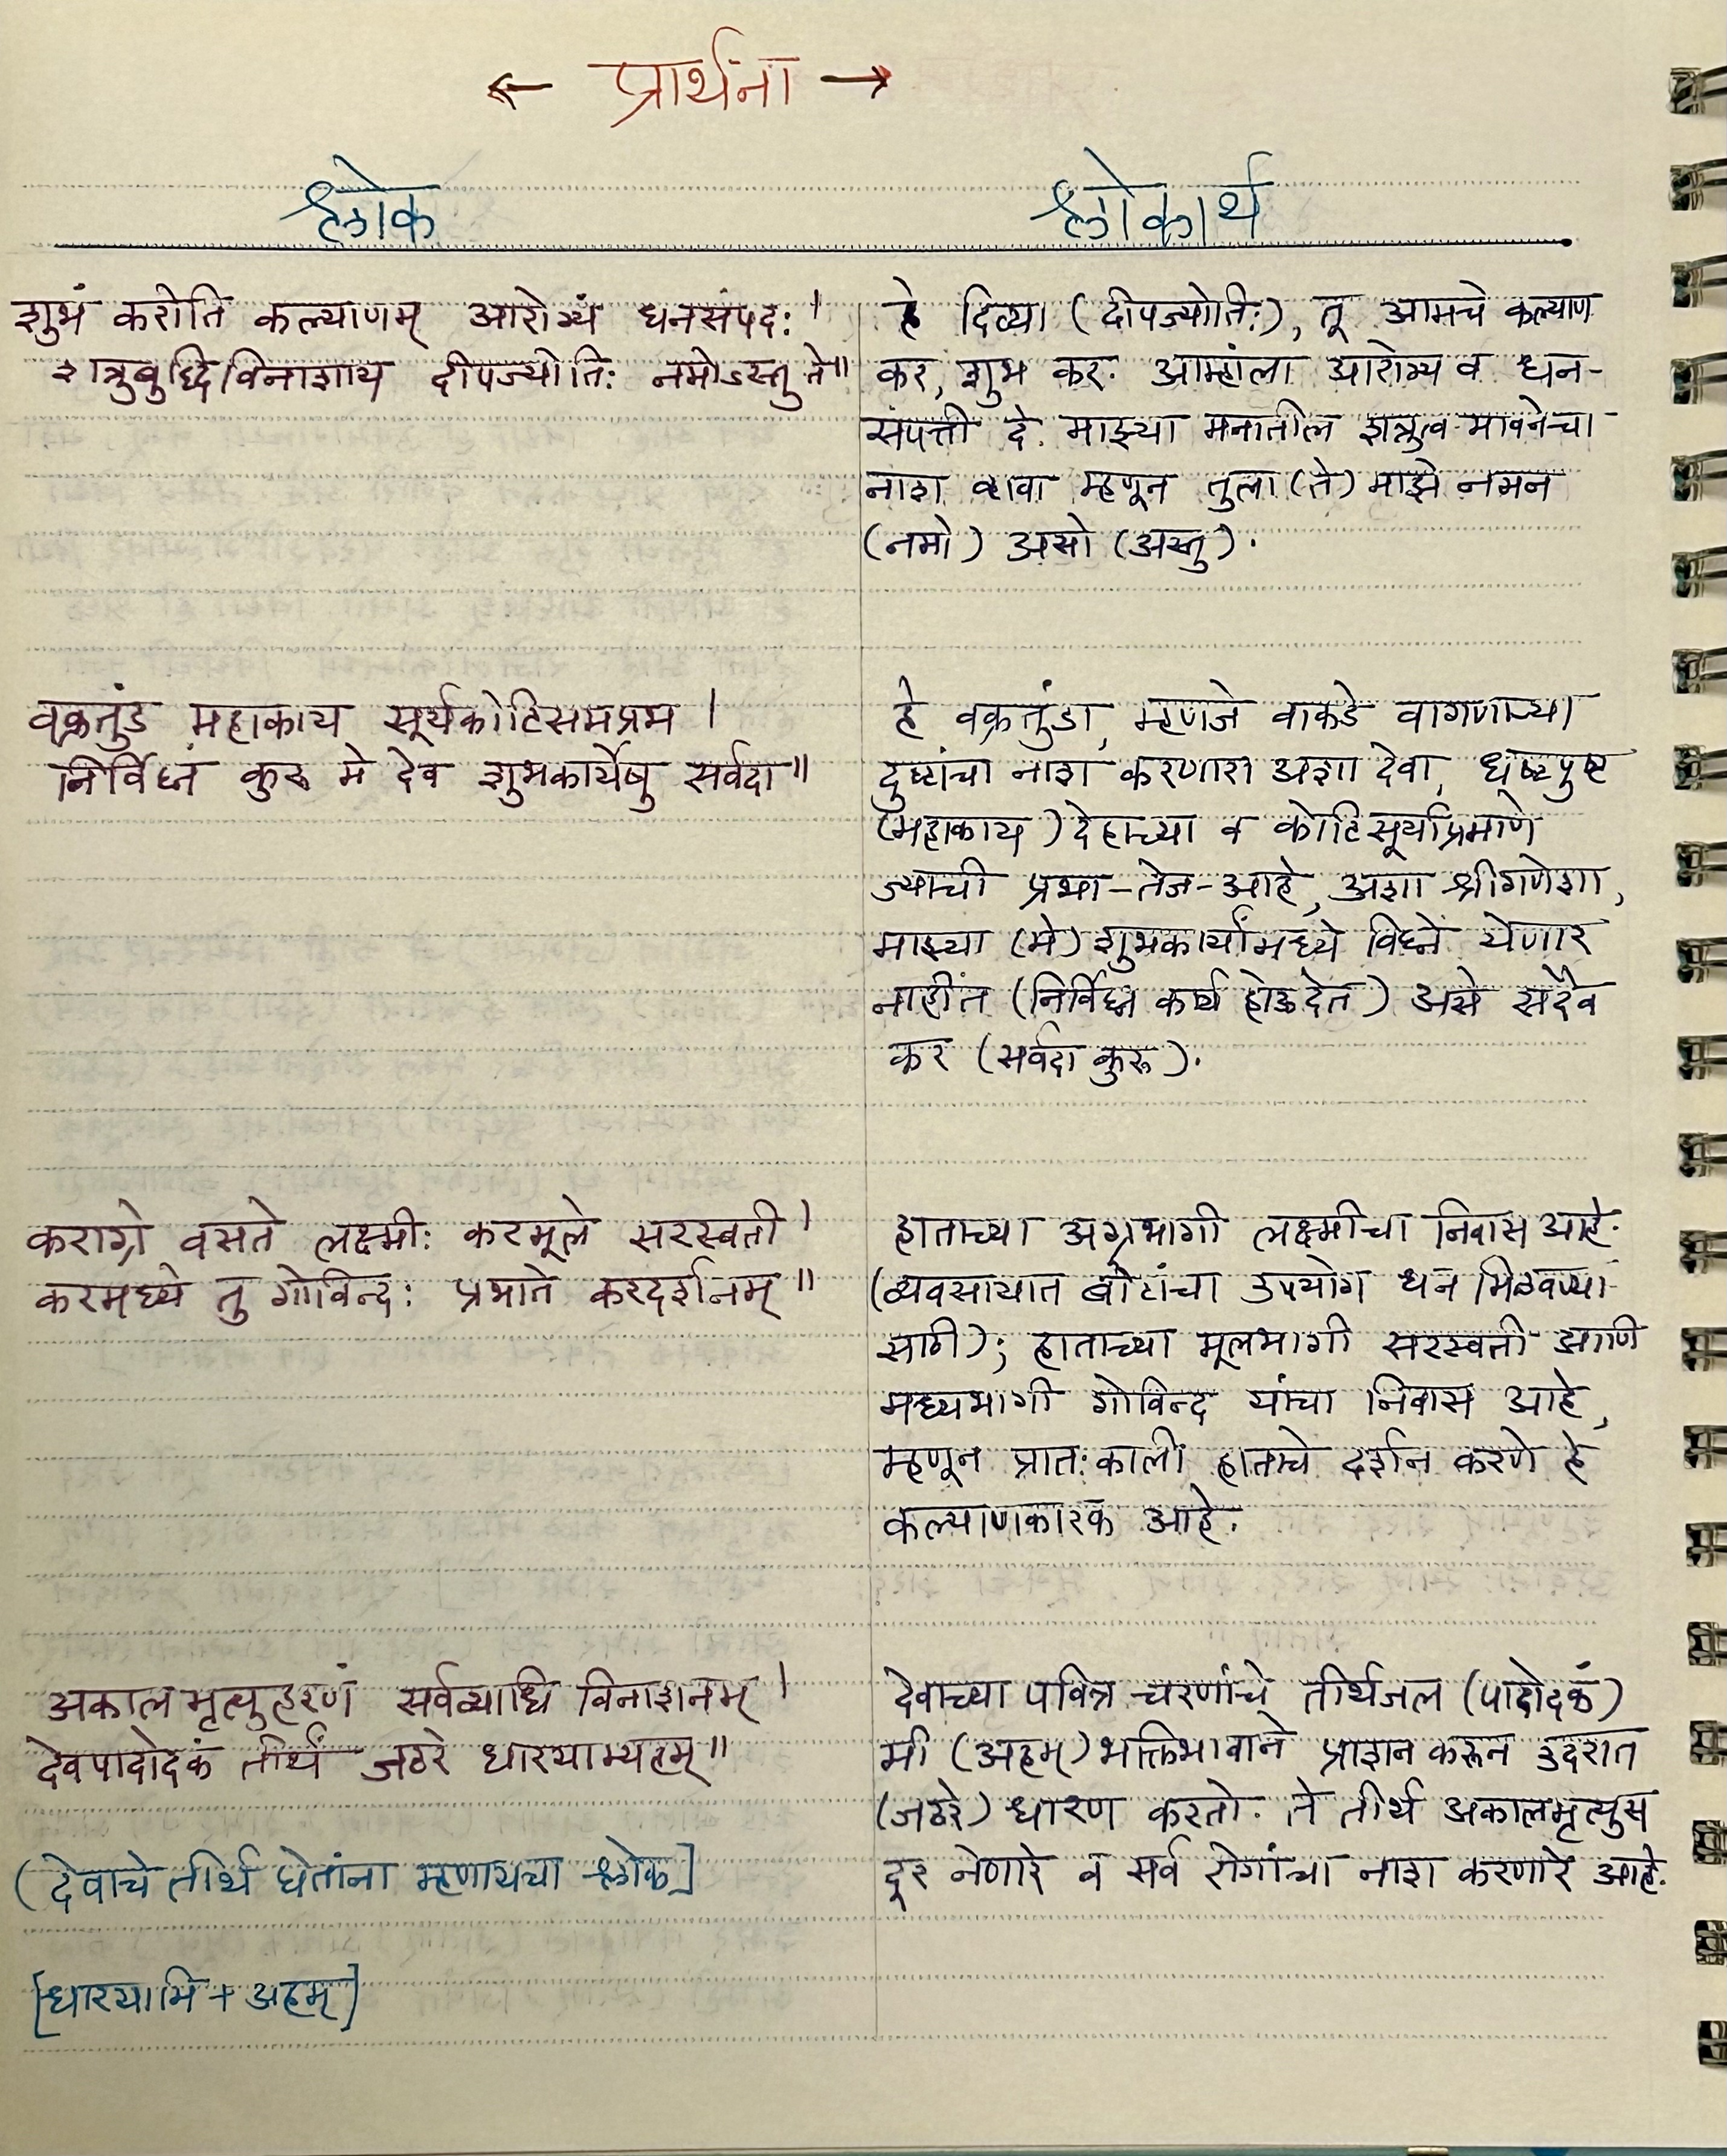 ← प्रार्थना →
श्लोक
श्लोकार्थ
शुभं करोति कल्याणम् आरोग्यं धनसंपदः।
शत्रुबुद्धिविनाशाय दीपज्योतिः नमोऽस्तु ते॥
हे दिव्या (दीपज्योतिः), तू आमचे कल्याण
कर, शुभ कर. आम्हांला आरोग्य व धन-
संपत्ती दे. माझ्या मनातील शत्रुत्व भावनेचा
नाश व्हावा म्हणून तुला (ते) माझे नमन
(नमो) असो (अस्तु).
वक्रतुंड महाकाय सूर्यकोटिसमप्रभ।
निर्विघ्नं कुरु मे देव शुभकार्येषु सर्वदा॥
हे वक्रतुंडा, म्हणजे वाकडे वागणाऱ्या
दुष्टांचा नाश करणारा अशा देवा, धष्टपुष्ट
(महाकाय) देहाच्या व कोटिसूर्याप्रमाणे
ज्याची प्रभा-तेज-आहे, अशा श्रीगणेशा,
माझ्या (मे) शुभकार्यांमध्ये विघ्ने येणार
नाहीत (निर्विघ्न कार्य होऊ देत) असे सदैव
कर (सर्वदा कुरु).
कराग्रे वसते लक्ष्मीः करमूले सरस्वती।
करमध्ये तु गोविन्दः प्रभाते करदर्शनम्॥
हाताच्या अग्रभागी लक्ष्मीचा निवास आहे.
(व्यवसायात बोटांचा उपयोग धन मिळवण्या
साठी); हाताच्या मूलभागी सरस्वती आणि
मध्यभागी गोविन्द यांचा निवास आहे,
म्हणून प्रातःकाली हाताचे दर्शन करणे हे
कल्याणकारक आहे.
अकालमृत्युहरणं सर्वव्याधि विनाशनम्।
देवपादोदकं तीर्थं जठरे धारयाम्यहम्॥
(देवाचे तीर्थ घेतांना म्हणायचा श्लोक]
[धारयामि + अहम्]
देवाच्या पवित्र चरणांचे तीर्थजल (पादोदकं)
मी (अहम्) भक्तिभावाने प्राशन करून उदरात
(जठरे) धारण करतो. ते तीर्थ अकालमृत्युस
दूर नेणारे व सर्व रोगांचा नाश करणारे आहे.